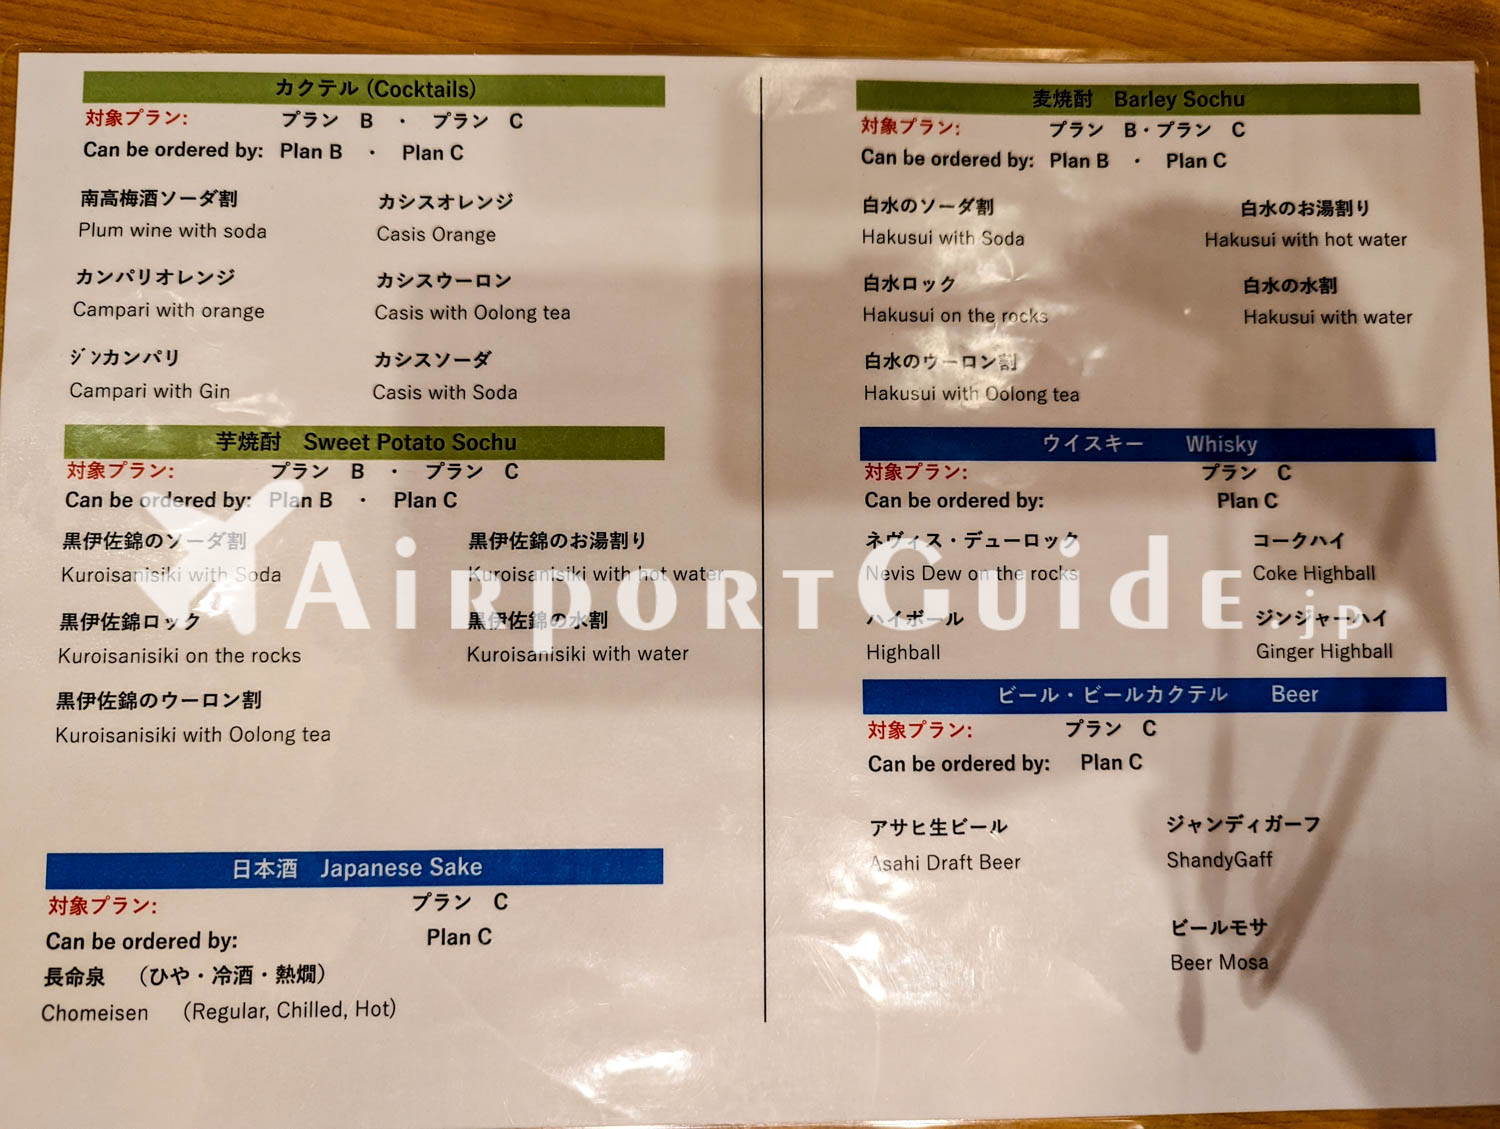 カクテル (Cocktails)
対象プラン: プラン B ・ プラン C
Can be ordered by: Plan B ・ Plan C
南高梅酒ソーダ割 カシスオレンジ
Plum wine with soda Casis Orange
カンパリオレンジ カシスウーロン
Campari with orange Casis with Oolong tea
ジンカンパリ カシスソーダ
Campari with Gin Casis with Soda
芋焼酎 Sweet Potato Sochu
対象プラン: プラン B ・ プラン C
Can be ordered by: Plan B ・ Plan C
黒伊佐錦のソーダ割 黒伊佐錦のお湯割り
Kuroisanisiki with Soda Kuroisanisiki with hot water
黒伊佐錦ロック 黒伊佐錦の水割
Kuroisanisiki on the rocks Kuroisanisiki with water
黒伊佐錦のウーロン割
Kuroisanisiki with Oolong tea
日本酒 Japanese Sake
対象プラン: プラン C
Can be ordered by: Plan C
長命泉 (ひや・冷酒・熱燗)
Chomeisen (Regular, Chilled, Hot)
麦焼酎 Barley Sochu
対象プラン: プラン B・プラン C
Can be ordered by: Plan B ・ Plan C
白水のソーダ割 白水のお湯割り
Hakusui with Soda Hakusui with hot water
白水ロック 白水の水割
Hakusui on the rocks Hakusui with water
白水のウーロン割
Hakusui with Oolong tea
ウイスキー Whisky
対象プラン: プラン C
Can be ordered by: Plan C
ネヴィス・デューロック コークハイ
Nevis Dew on the rocks Coke Highball
ハイボール ジンジャーハイ
Highball Ginger Highball
ビール・ビールカクテル Beer
対象プラン: プラン C
Can be ordered by: Plan C
アサヒ生ビール ジャンディガーフ
Asahi Draft Beer ShandyGaff
ビールモサ
Beer Mosa
AirportGuide.jp